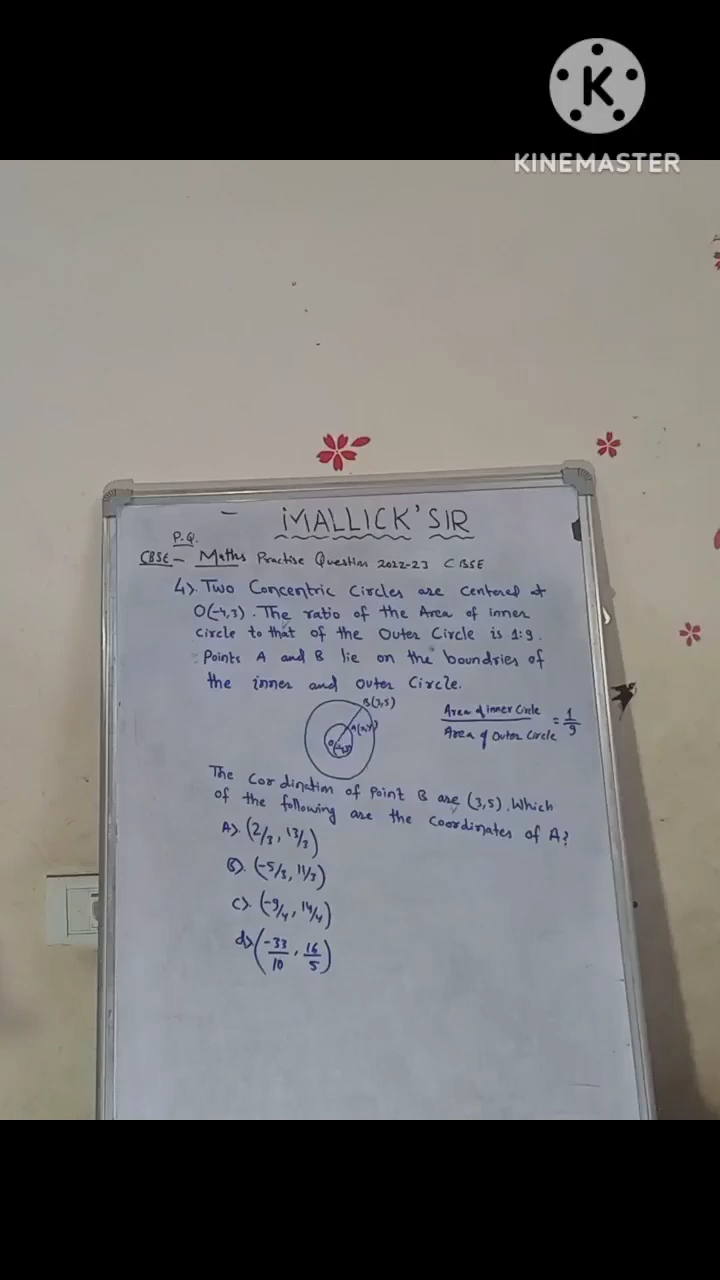 K
KINEMASTER
MALLICK'SIR
P.Q.
CBSE - Maths Practise Question 2022-23 CBSE
4). Two Concentric Circles are centered at
O(-4,3). The ratio of the Area of inner
circle to that of the Outer Circle is 1:9.
Points A and B lie on the boundries of
the inner and outer Circle.
B(3,5)
A(x,y)
O(-4,3)
Area of inner Circle / Area of Outer Circle = 1/9
The Cordination of Point B are (3,5). Which
of the following are the coordinates of A?
A). (2/3, 13/3)
B). (-5/3, 11/3)
C). (-9/4, 14/4)
d). (-33/10, 16/5)